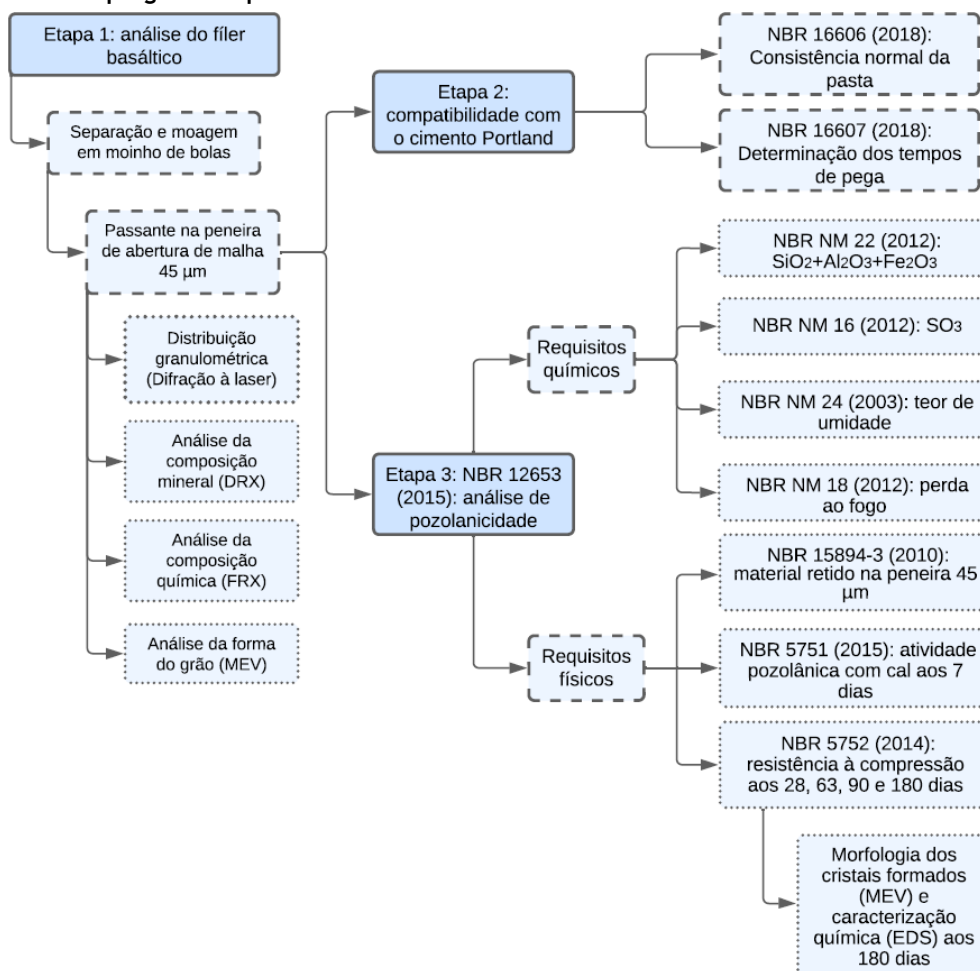 Etapa 1: análise do fíler
basáltico
Separação e moagem
em moinho de bolas
Passante na peneira
de abertura de malha
45 µm
Distribuição
granulométrica
(Difração à laser)
Análise da
composição
mineral (DRX)
Análise da
composição
química (FRX)
Análise da forma
do grão (MEV)
Etapa 2:
compatibilidade com
o cimento Portland
NBR 16606 (2018):
Consistência normal da
pasta
NBR 16607 (2018):
Determinação dos tempos
de pega
Etapa 3: NBR 12653
(2015): análise de
pozolanicidade
Requisitos
químicos
NBR NM 22 (2012):
SiO2+Al2O3+Fe2O3
NBR NM 16 (2012): SO3
NBR NM 24 (2003): teor de
umidade
NBR NM 18 (2012): perda
ao fogo
Requisitos
físicos
NBR 15894-3 (2010):
material retido na peneira 45
µm
NBR 5751 (2015): atividade
pozolânica com cal aos 7
dias
NBR 5752 (2014):
resistência à compressão
aos 28, 63, 90 e 180 dias
Morfologia dos
cristais formados
(MEV) e
caracterização
química (EDS) aos
180 dias